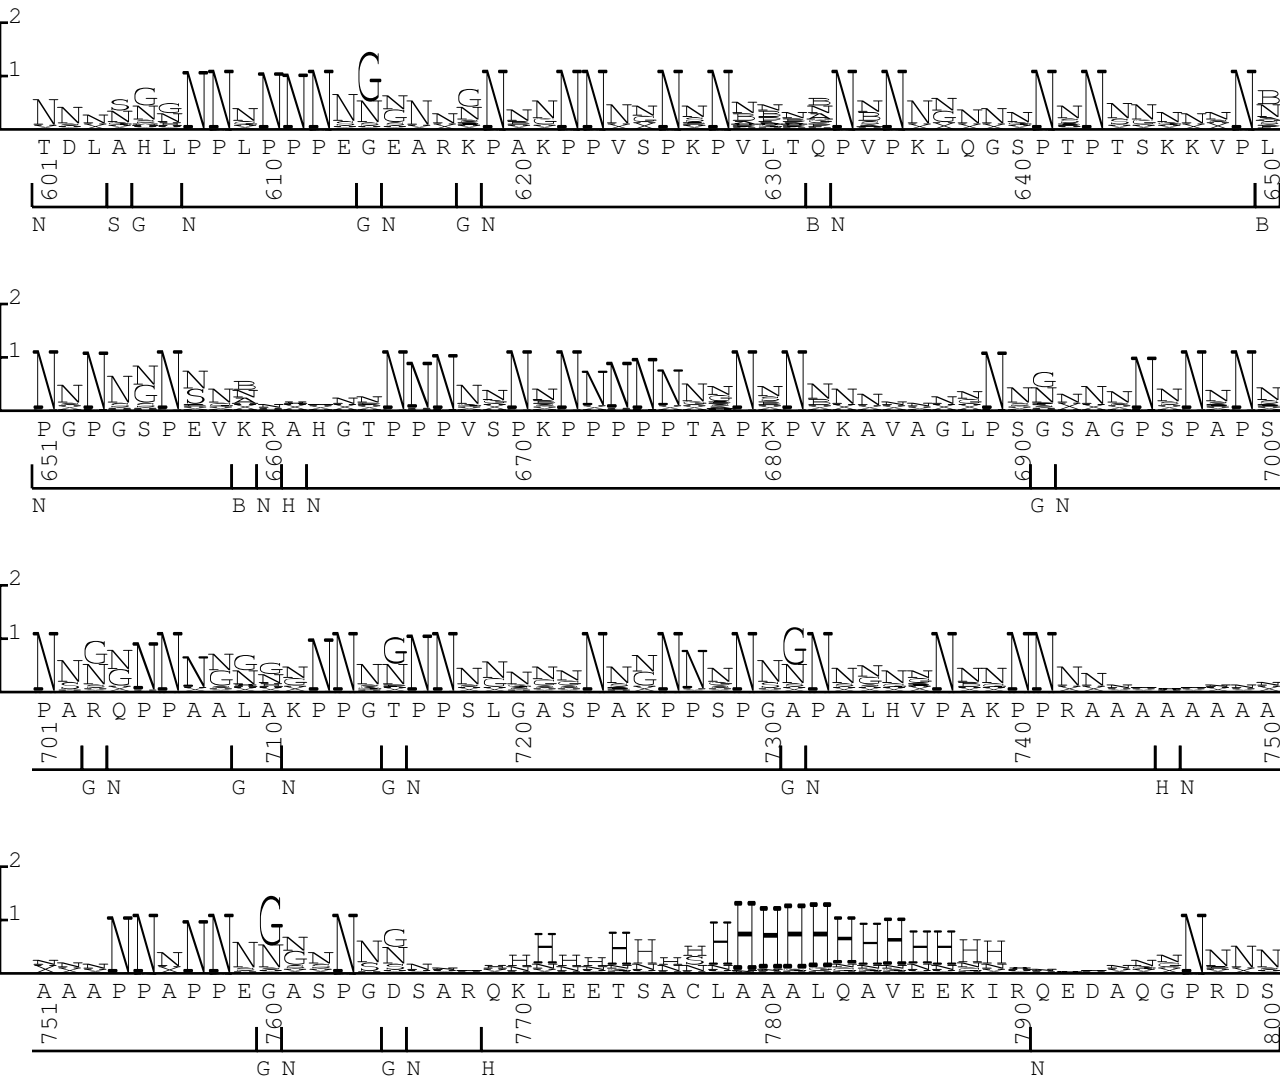 2
1
T D L A H L P P L P P P E G E A R K P A K P P V S P K P V L T Q P V P K L Q G S P T P T S K K V P L
601 610 620 630 640 650
N S G N G N G N B N B
2
1
P G P G S P E V K R A H G T P P P V S P K P P P P P T A P K P V K A V A G L P S G S A G P S P A P S
651 660 670 680 690 700
N B N H N G N
2
1
P A R Q P P A A L A K P P G T P P S L G A S P A K P P S P G A P A L H V P A K P P R A A A A A A A A
701 710 720 730 740 750
G N G N G N G N H N
2
1
A A A P P A P P E G A S P G D S A R Q K L E E T S A C L A A A L Q A V E E K I R Q E D A Q G P R D S
751 760 770 780 790 800
G N G N H N